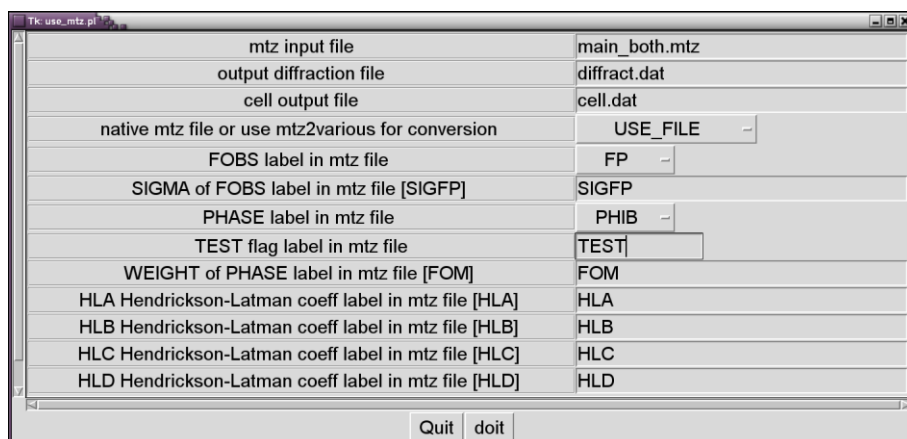 Tk: use_mtz.pl
mtz input file main_both.mtz
output diffraction file diffract.dat
cell output file cell.dat
native mtz file or use mtz2various for conversion USE_FILE
FOBS label in mtz file FP
SIGMA of FOBS label in mtz file [SIGFP] SIGFP
PHASE label in mtz file PHIB
TEST flag label in mtz file TEST
WEIGHT of PHASE label in mtz file [FOM] FOM
HLA Hendrickson-Latman coeff label in mtz file [HLA] HLA
HLB Hendrickson-Latman coeff label in mtz file [HLB] HLB
HLC Hendrickson-Latman coeff label in mtz file [HLC] HLC
HLD Hendrickson-Latman coeff label in mtz file [HLD] HLD
Quit doit